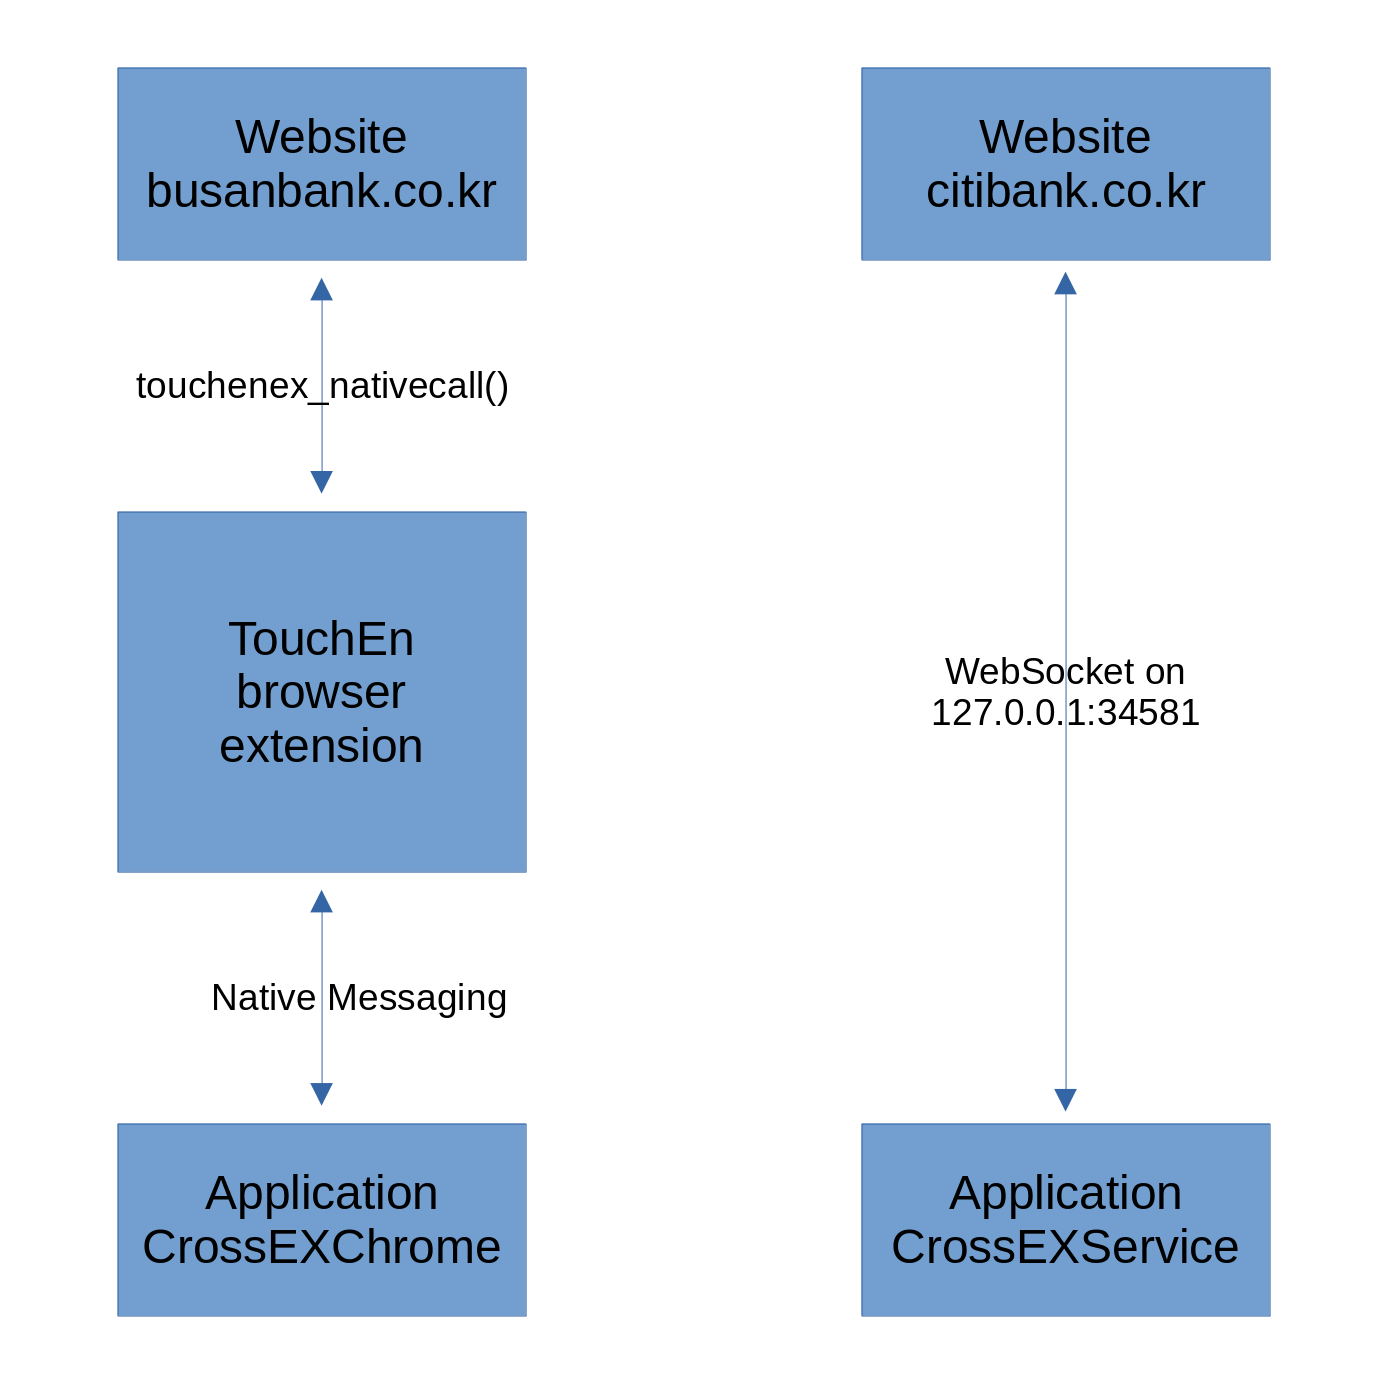 Website
busanbank.co.kr
touchenex_nativecall()
TouchEn
browser
extension
Native Messaging
Application
CrossEXChrome
Website
citibank.co.kr
WebSocket on
127.0.0.1:34581
Application
CrossEXService